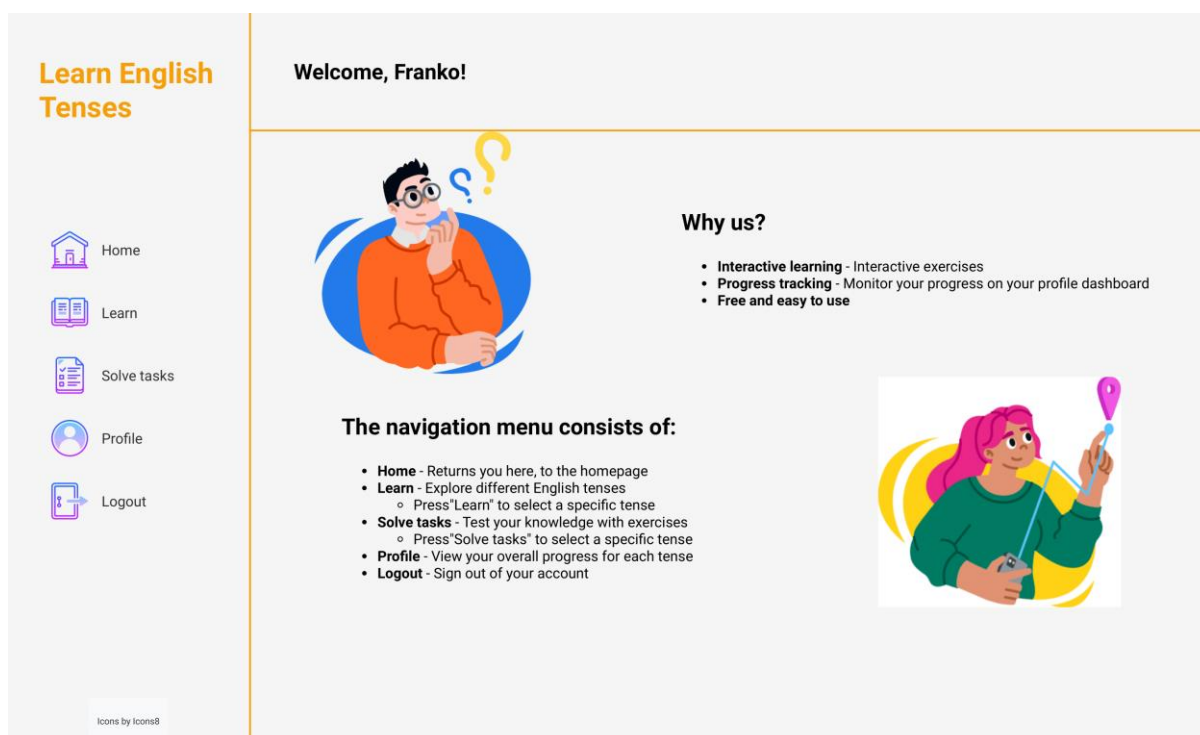 Learn English
Tenses
Home
Learn
Solve tasks
Profile
Logout
Icons by Icons8
Welcome, Franko!
Why us?
• Interactive learning - Interactive exercises
• Progress tracking - Monitor your progress on your profile dashboard
• Free and easy to use
The navigation menu consists of:
• Home - Returns you here, to the homepage
• Learn - Explore different English tenses
◦ Press"Learn" to select a specific tense
• Solve tasks - Test your knowledge with exercises
◦ Press"Solve tasks" to select a specific tense
• Profile - View your overall progress for each tense
• Logout - Sign out of your account